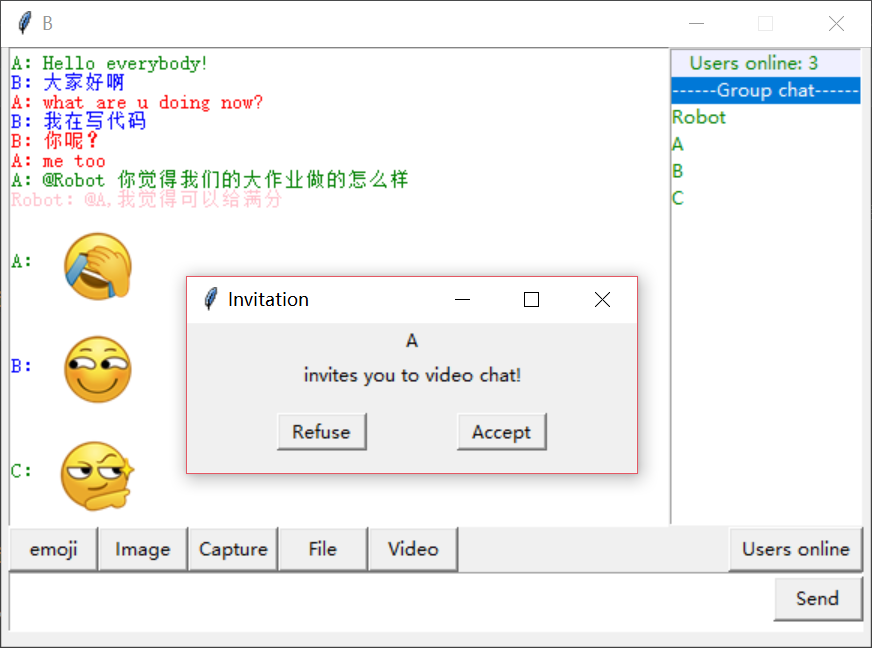 B
A: Hello everybody!
B: 大家好啊
A: what are u doing now?
B: 我在写代码
B: 你呢?
A: me too
A: @Robot 你觉得我们的大作业做的怎么样
Robot: @A,我觉得可以给满分
A:
B:
C:
Users online: 3
------Group chat------
Robot
A
B
C
Invitation
A
invites you to video chat!
Refuse
Accept
emoji
Image
Capture
File
Video
Users online
Send